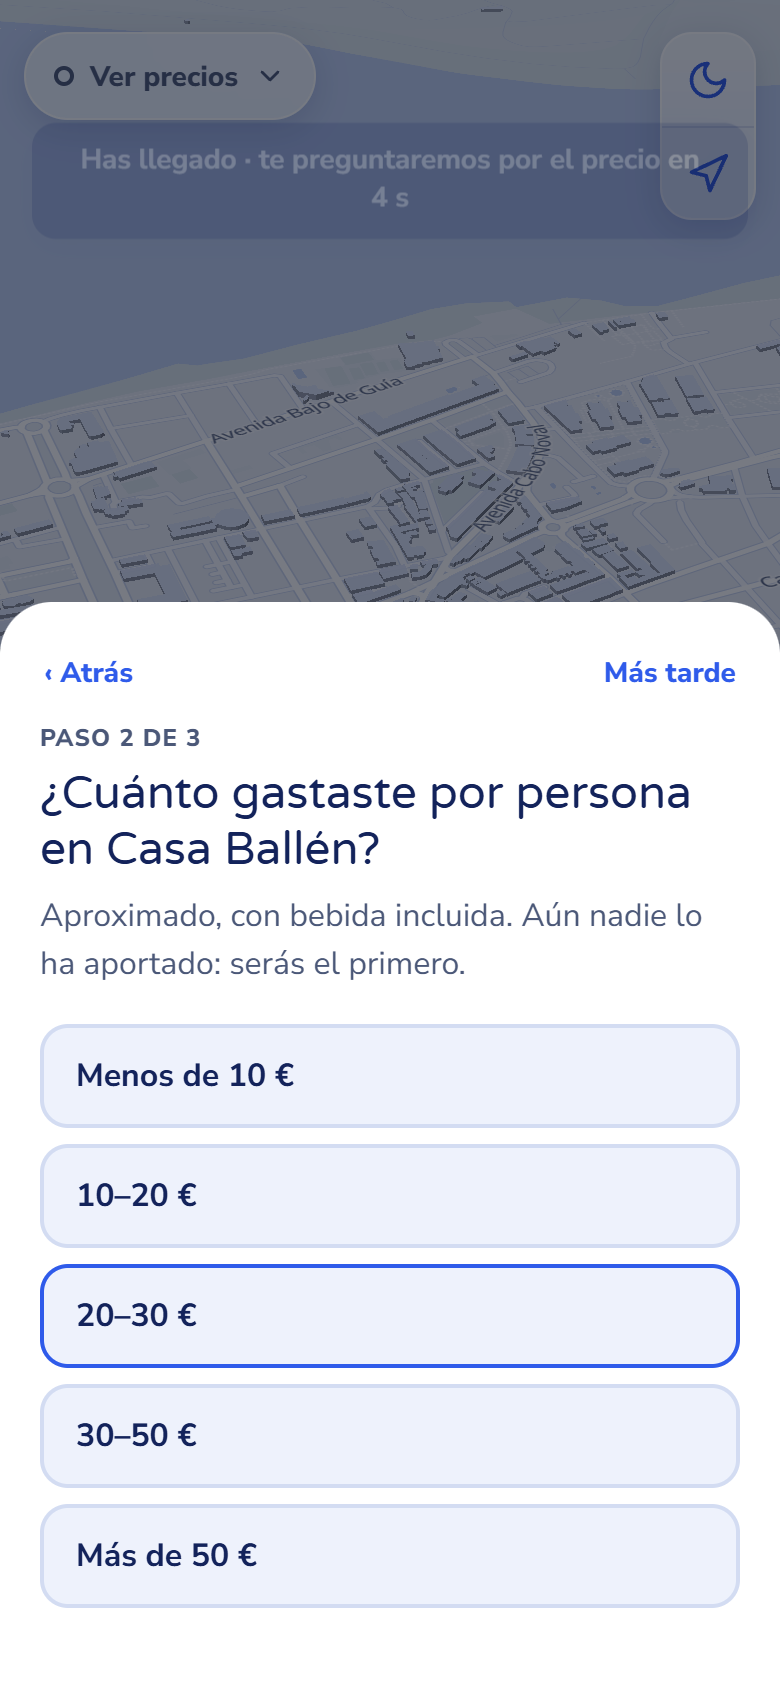 Ver precios
Has llegado · te preguntaremos por el precio en
4 s
Avenida Bajo de Guía
Avenida Cabo Noval
Ca
‹ Atrás
Más tarde
PASO 2 DE 3
¿Cuánto gastaste por persona
en Casa Ballén?
Aproximado, con bebida incluida. Aún nadie lo
ha aportado: serás el primero.
Menos de 10 €
10–20 €
20–30 €
30–50 €
Más de 50 €